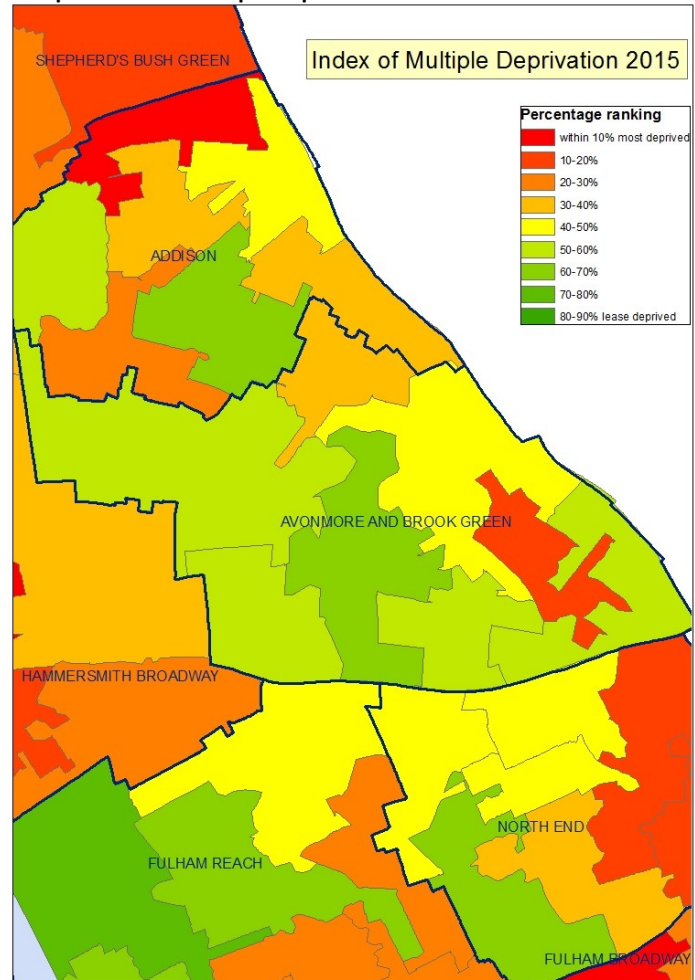 SHEPHERD'S BUSH GREEN
Index of Multiple Deprivation 2015
Percentage ranking
within 10% most deprived
10-20%
20-30%
30-40%
40-50%
50-60%
60-70%
70-80%
80-90% lease deprived
ADDISON
AVONMORE AND BROOK GREEN
HAMMERSMITH BROADWAY
NORTH END
FULHAM REACH
FULHAM BROADWAY